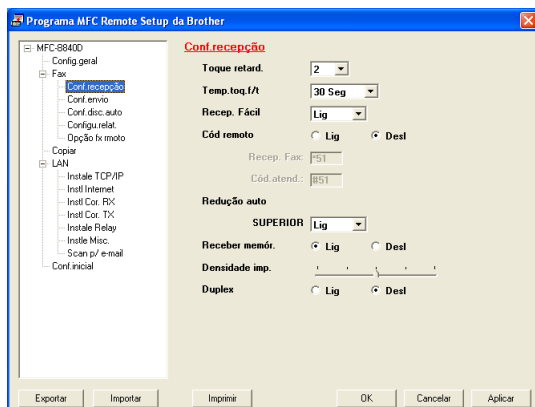 Programa MFC Remote Setup da Brother
MFC-8840D
Config.geral
Fax
Conf.recepção
Conf.envio
Conf.disc.auto
Configu.relat.
Opção fx rmoto
Copiar
LAN
Instale TCP/IP
Instl Internet
Instl Cor. RX
Instl Cor. TX
Instale Relay
Instle Misc.
Scan p/ e-mail
Conf.inicial
Conf.recepção
Toque retard. 2
Temp.toq.f/t 30 Seg
Recep. Fácil Lig
Cód remoto Lig Desl
Recep. Fax: *51
Cód.atend.: #51
Redução auto
SUPERIOR Lig
Receber memór. Lig Desl
Densidade imp.
Duplex Lig Desl
Exportar Importar Imprimir OK Cancelar Aplicar